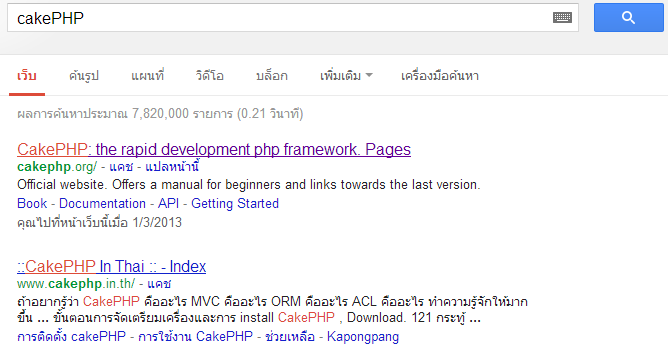 cakePHP
เว็บ ค้นรูป แผนที่ วิดีโอ บล็อก เพิ่มเติม เครื่องมือค้นหา
ผลการค้นหาประมาณ 7,820,000 รายการ (0.21 วินาที)
CakePHP: the rapid development php framework. Pages
cakephp.org/ - แคช - แปลหน้านี้
Official website. Offers a manual for beginners and links towards the last version.
Book - Documentation - API - Getting Started
คุณไปที่หน้าเว็บนี้เมื่อ 1/3/2013
::CakePHP In Thai :: - Index
www.cakephp.in.th/ - แคช
ถ้าอยากรู้ว่า CakePHP คืออะไร MVC คืออะไร ORM คืออะไร ACL คืออะไร ทำความรู้จักให้มาก
ขึ้น ... ขั้นตอนการจัดเตรียมเครื่องและการ install CakePHP , Download. 121 กระทู้ ...
การติดตั้ง cakePHP - การใช้งาน CakePHP - ช่วยเหลือ - Kapongpang